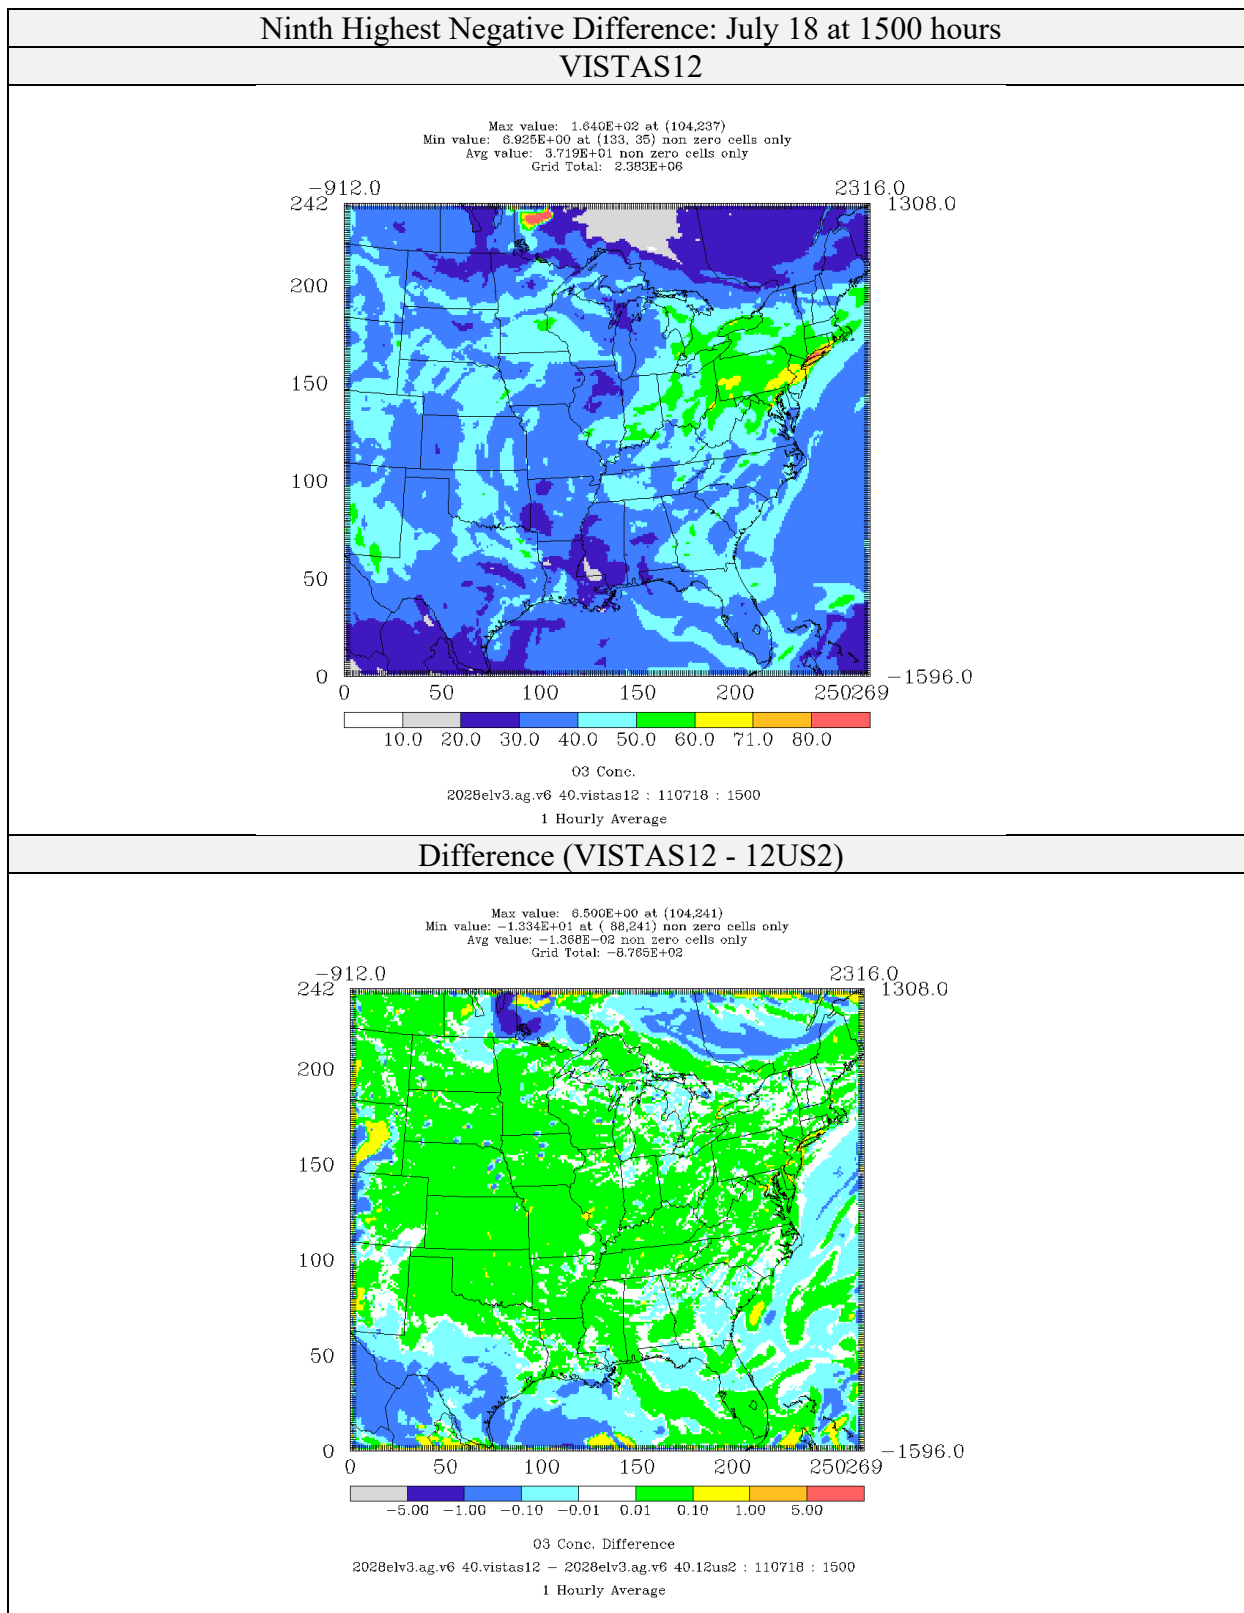 Ninth Highest Negative Difference: July 18 at 1500 hours
VISTAS12
Max value: 1.640E+02 at (104,237)
Min value: 6.925E+00 at (133, 35) non zero cells only
Avg value: 3.719E+01 non zero cells only
Grid Total: 2.383E+06
-912.0 2316.0
242 1308.0
200
150
100
50
0 -1596.0
0 50 100 150 200 250269
10.0 20.0 30.0 40.0 50.0 60.0 71.0 80.0
O3 Conc.
2028elv3.ag.v6 40.vistas12 : 110718 : 1500
1 Hourly Average
Difference (VISTAS12 - 12US2)
Max value: 6.500E+00 at (104,241)
Min value: -1.334E+01 at ( 88,241) non zero cells only
Avg value: -1.368E-02 non zero cells only
Grid Total: -8.765E+02
-912.0 2316.0
242 1308.0
200
150
100
50
0 -1596.0
0 50 100 150 200 250269
-5.00 -1.00 -0.10 -0.01 0.01 0.10 1.00 5.00
O3 Conc. Difference
2028elv3.ag.v6 40.vistas12 - 2028elv3.ag.v6 40.12us2 : 110718 : 1500
1 Hourly Average